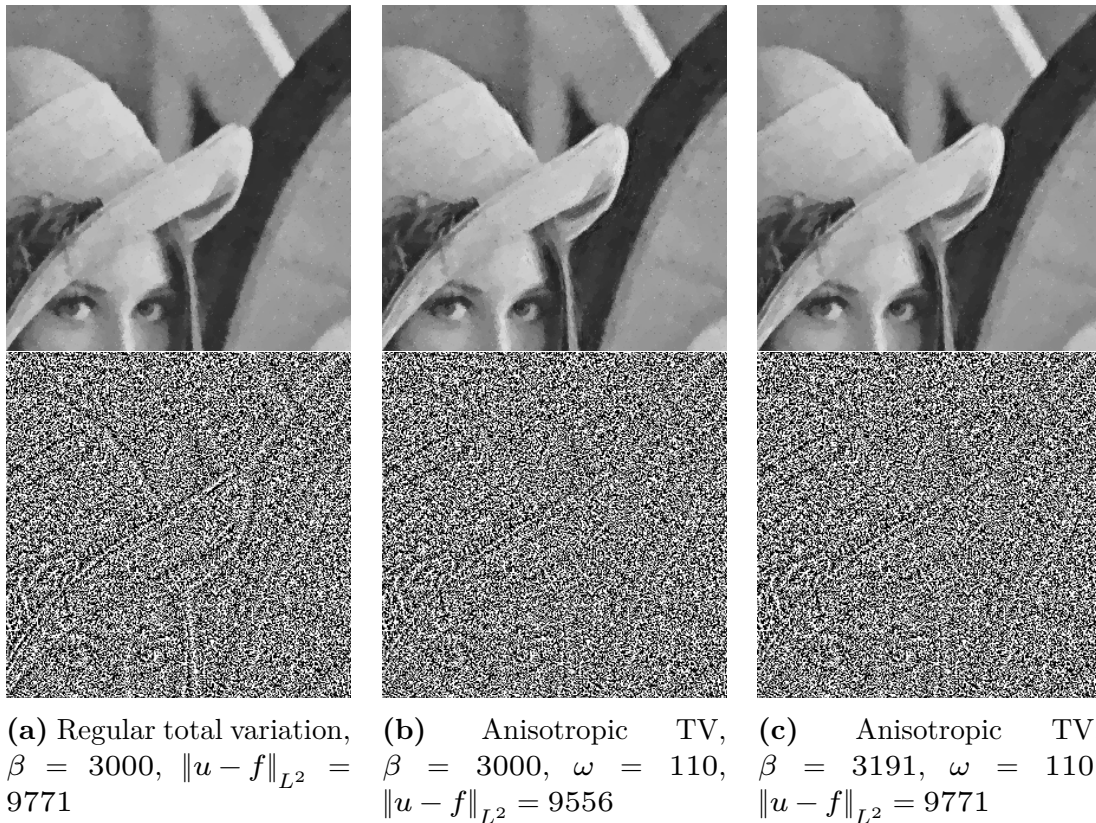 (a) Regular total variation,
β = 3000, ‖u − f‖_{L²} =
9771
(b) Anisotropic TV,
β = 3000, ω = 110,
‖u − f‖_{L²} = 9556
(c) Anisotropic TV
β = 3191, ω = 110
‖u − f‖_{L²} = 9771